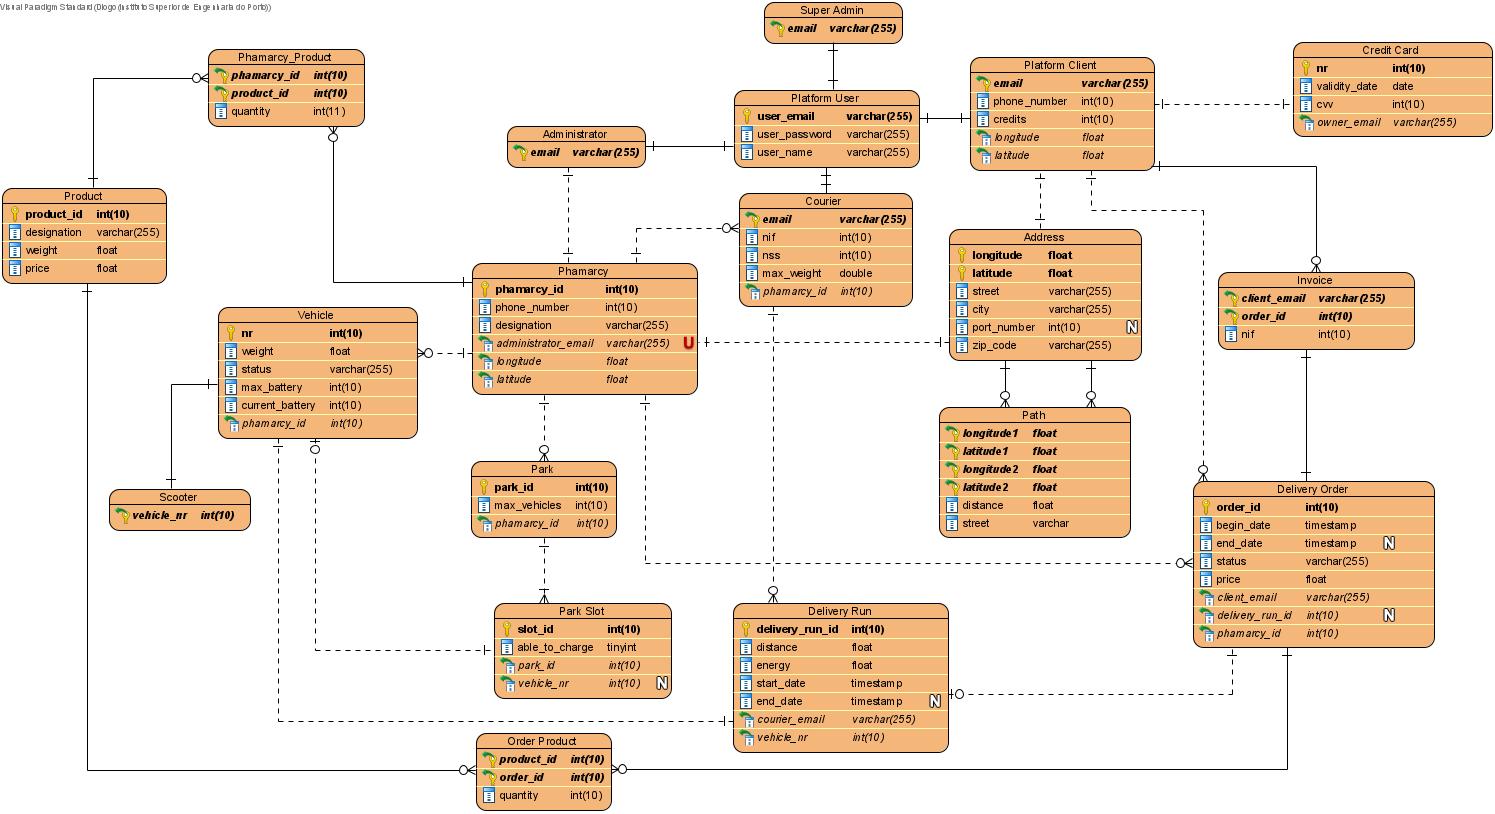 Visual Paradigm Standard (Diogo (Instituto Superior de Engenharia do Porto))
Super Admin
email varchar(255)
Phamarcy_Product
phamarcy_id int(10)
product_id int(10)
quantity int(11)
Platform Client
email varchar(255)
phone_number int(10)
credits int(10)
longitude float
latitude float
Credit Card
nr int(10)
validity_date date
cvv int(10)
owner_email varchar(255)
Platform User
user_email varchar(255)
user_password varchar(255)
user_name varchar(255)
Administrator
email varchar(255)
Product
product_id int(10)
designation varchar(255)
weight float
price float
Courier
email varchar(255)
nif int(10)
nss int(10)
max_weight double
phamarcy_id int(10)
Address
longitude float
latitude float
street varchar(255)
city varchar(255)
port_number int(10) N
zip_code varchar(255)
Phamarcy
phamarcy_id int(10)
phone_number int(10)
designation varchar(255)
administrator_email varchar(255) U
longitude float
latitude float
Invoice
client_email varchar(255)
order_id int(10)
nif int(10)
Vehicle
nr int(10)
weight float
status varchar(255)
max_battery int(10)
current_battery int(10)
phamarcy_id int(10)
Path
longitude1 float
latitude1 float
longitude2 float
latitude2 float
distance float
street varchar
Park
park_id int(10)
max_vehicles int(10)
phamarcy_id int(10)
Scooter
vehicle_nr int(10)
Delivery Order
order_id int(10)
begin_date timestamp
end_date timestamp N
status varchar(255)
price float
client_email varchar(255)
delivery_run_id int(10) N
phamarcy_id int(10)
Park Slot
slot_id int(10)
able_to_charge tinyint
park_id int(10)
vehicle_nr int(10) N
Delivery Run
delivery_run_id int(10)
distance float
energy float
start_date timestamp
end_date timestamp N
courier_email varchar(255)
vehicle_nr int(10)
Order Product
product_id int(10)
order_id int(10)
quantity int(10)